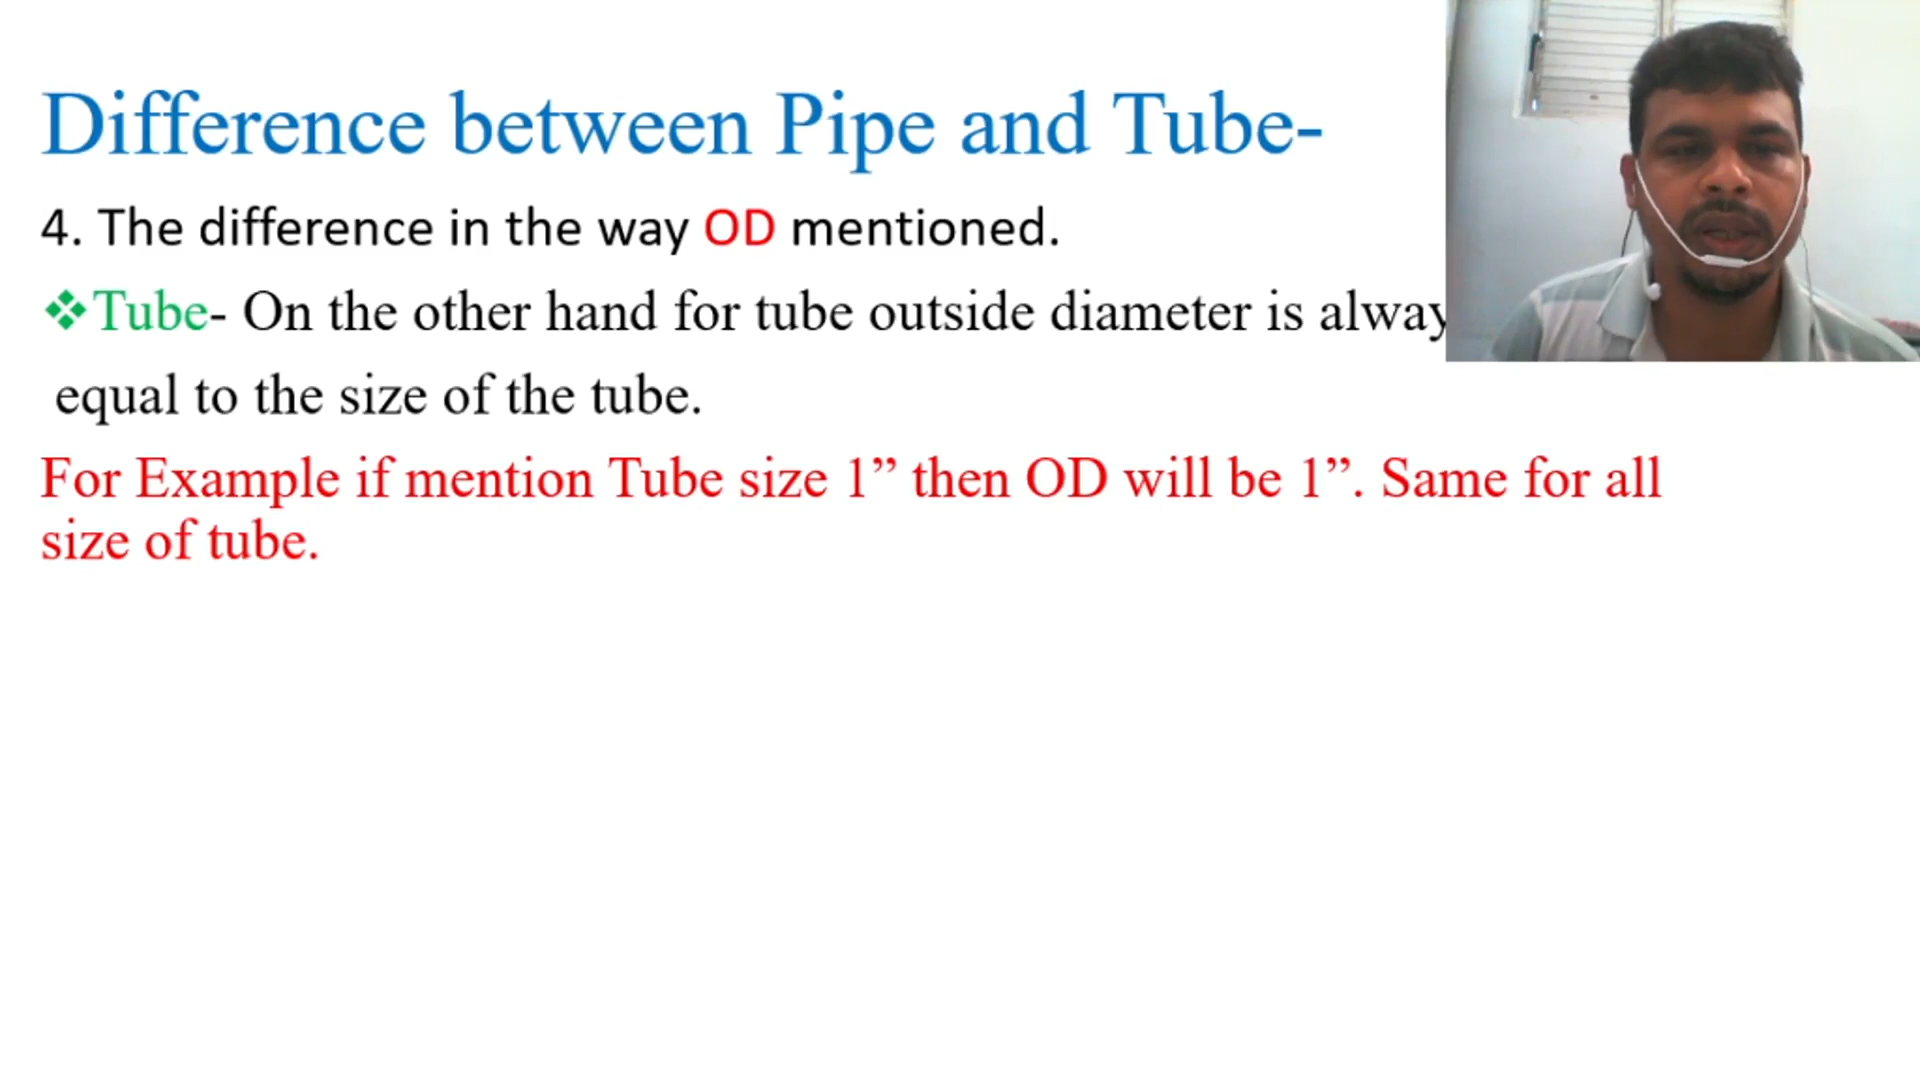 Difference between Pipe and Tube-
4. The difference in the way OD mentioned.
❖Tube- On the other hand for tube outside diameter is alway
equal to the size of the tube.
For Example if mention Tube size 1” then OD will be 1”. Same for all
size of tube.